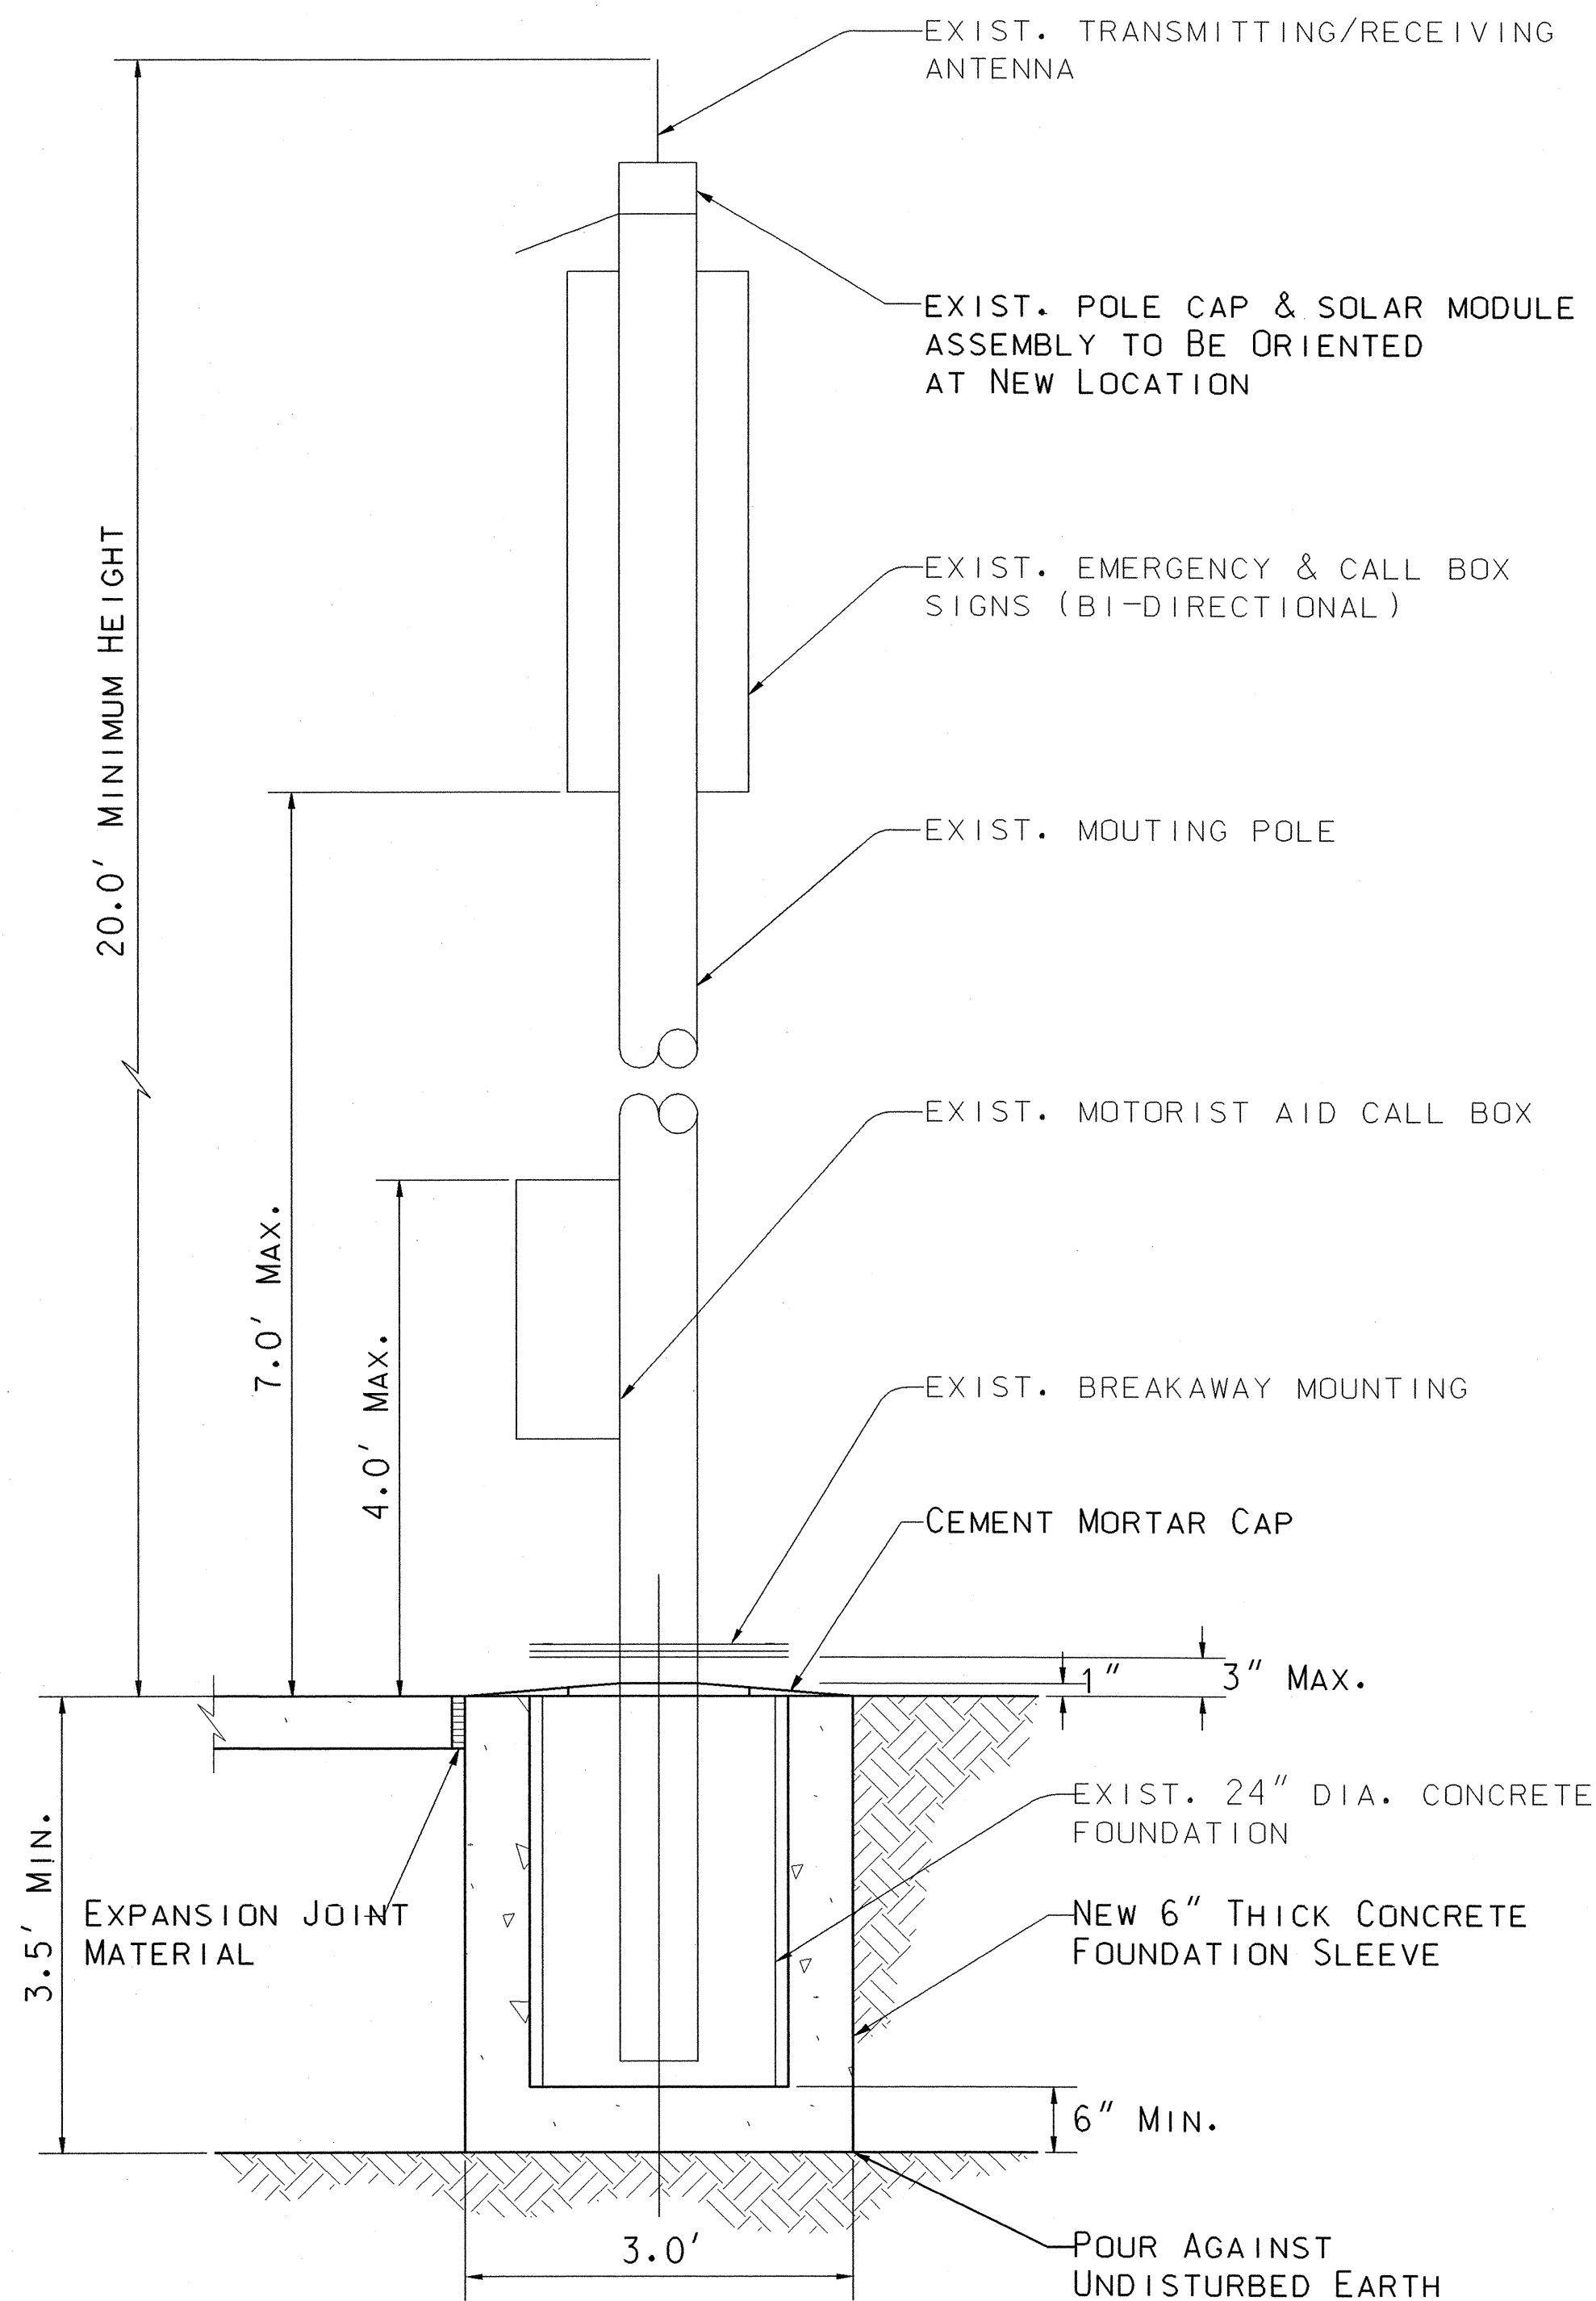 EXIST. TRANSMITTING/RECEIVING
ANTENNA
EXIST. POLE CAP & SOLAR MODULE
ASSEMBLY TO BE ORIENTED
AT NEW LOCATION
20.0' MINIMUM HEIGHT
EXIST. EMERGENCY & CALL BOX
SIGNS (BI-DIRECTIONAL)
EXIST. MOUTING POLE
EXIST. MOTORIST AID CALL BOX
7.0' MAX.
4.0' MAX.
EXIST. BREAKAWAY MOUNTING
CEMENT MORTAR CAP
1"
3" MAX.
EXIST. 24" DIA. CONCRETE
FOUNDATION
3.5' MIN.
EXPANSION JOINT
MATERIAL
NEW 6" THICK CONCRETE
FOUNDATION SLEEVE
6" MIN.
3.0'
POUR AGAINST
UNDISTURBED EARTH